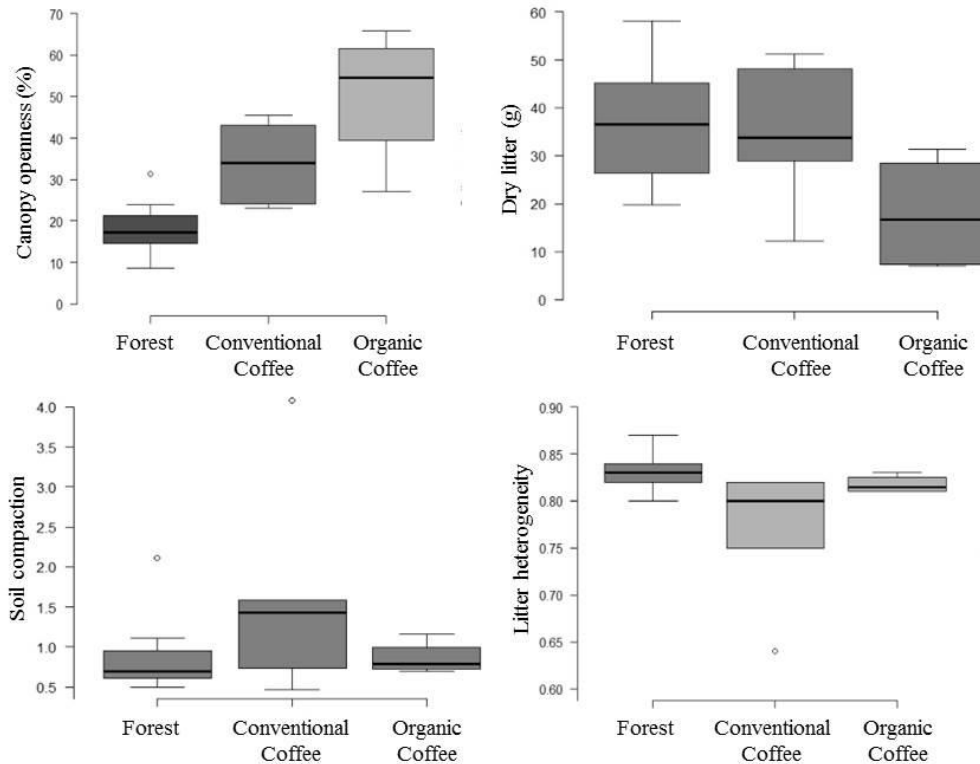 Canopy openness (%)
70
60
50
40
30
20
10
0
Forest
Conventional
Coffee
Organic
Coffee
Dry litter (g)
60
50
40
30
20
10
0
Forest
Conventional
Coffee
Organic
Coffee
Soil compaction
4.0
3.5
3.0
2.5
2.0
1.5
1.0
0.5
Forest
Conventional
Coffee
Organic
Coffee
Litter heterogeneity
0.90
0.85
0.80
0.75
0.70
0.65
0.60
Forest
Conventional
Coffee
Organic
Coffee